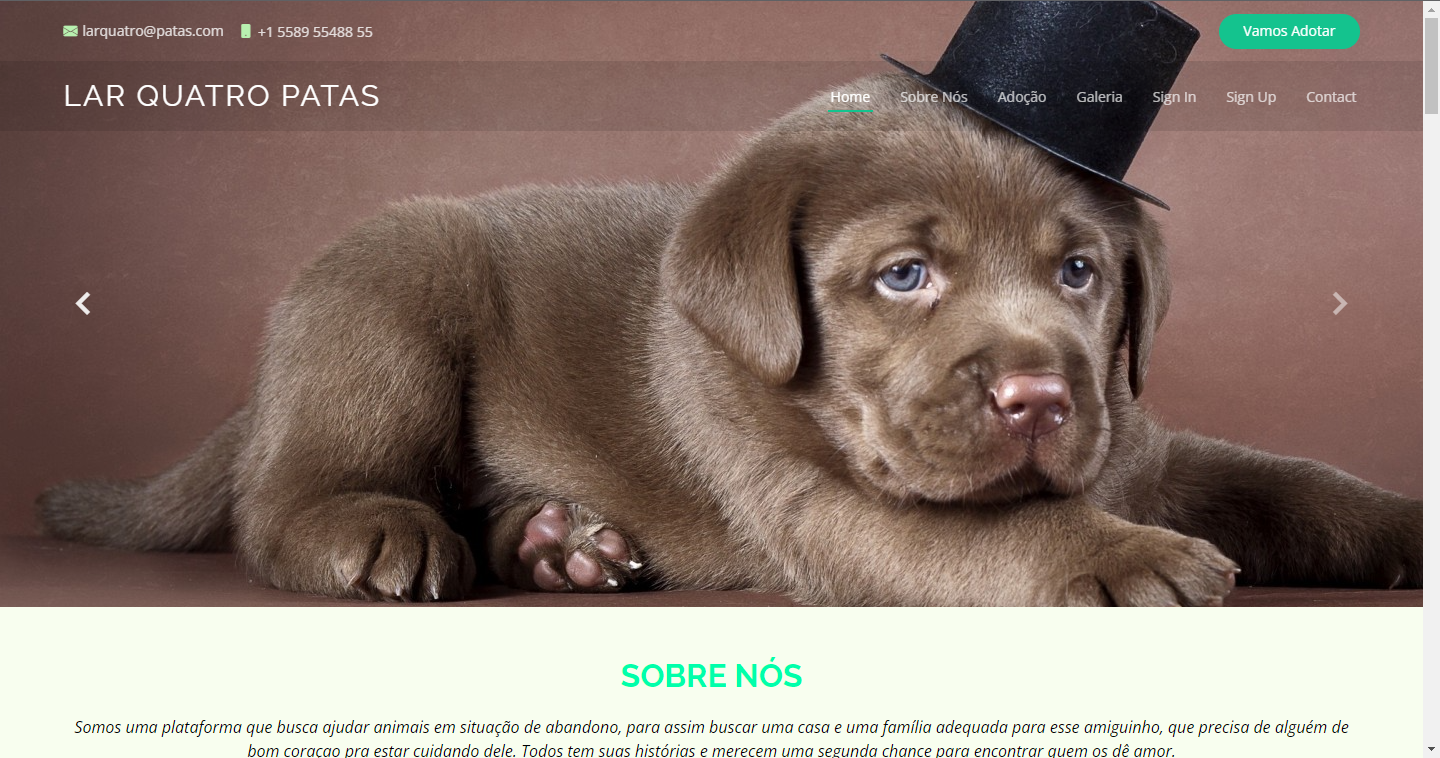 larquatro@patas.com +1 5589 55488 55 Vamos Adotar
LAR QUATRO PATAS Home Sobre Nós Adoção Galeria Sign In Sign Up Contact
SOBRE NÓS
Somos uma plataforma que busca ajudar animais em situação de abandono, para assim buscar uma casa e uma família adequada para esse amiguinho, que precisa de alguém de
bom coraçao pra estar cuidando dele. Todos tem suas histórias e merecem uma segunda chance para encontrar quem os dê amor.